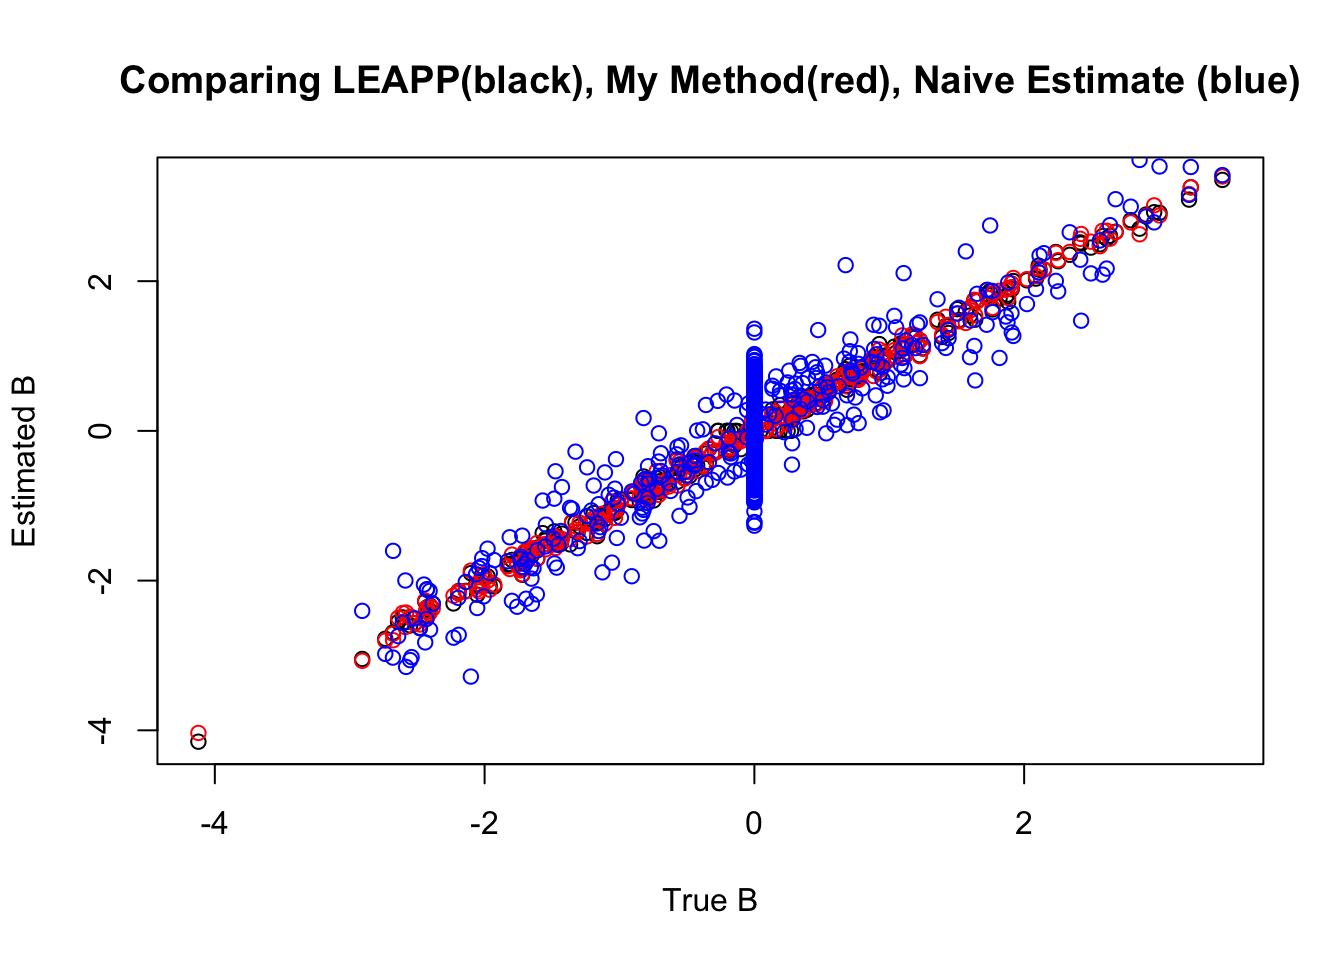 Comparing LEAPP(black), My Method(red), Naive Estimate (blue)
Estimated B
2
0
-2
-4
-4 -2 0 2
True B